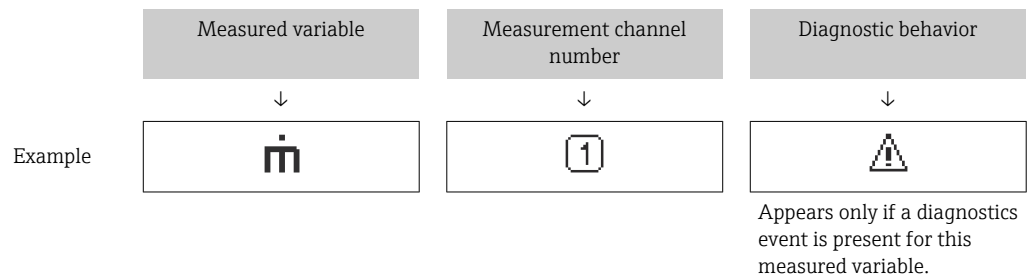 Measured variable
Measurement channel
number
Diagnostic behavior
↓ ↓ ↓
Example
ṁ
1
Appears only if a diagnostics
event is present for this
measured variable.